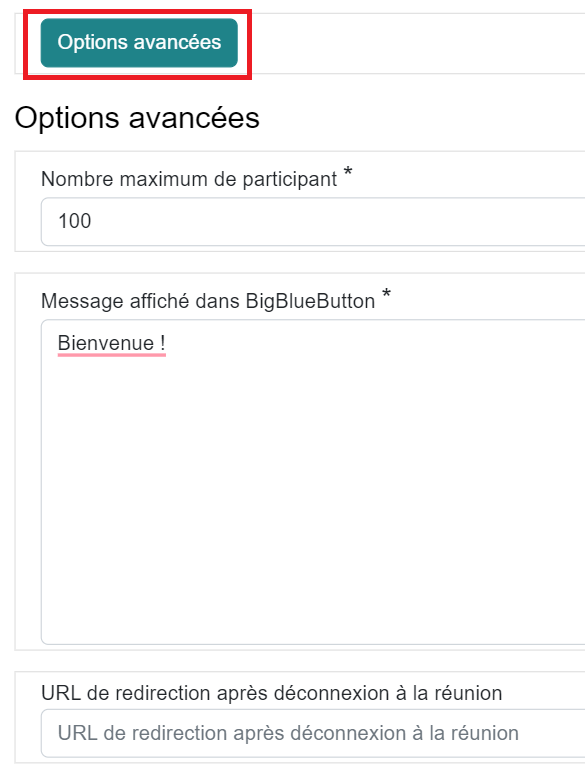 Options avancées
Options avancées
Nombre maximum de participant *
100
Message affiché dans BigBlueButton *
Bienvenue !
URL de redirection après déconnexion à la réunion
URL de redirection après déconnexion à la réunion